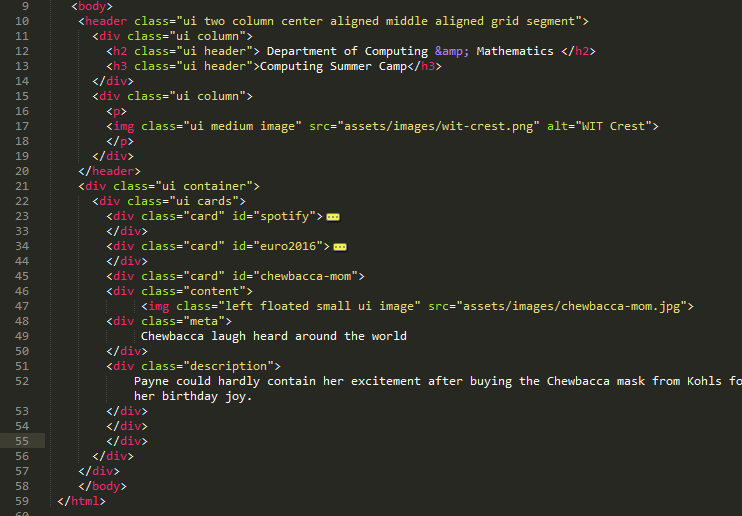 9 <body>
10 <header class="ui two column center aligned middle aligned grid segment">
11 <div class="ui column">
12 <h2 class="ui header"> Department of Computing &amp; Mathematics </h2>
13 <h3 class="ui header">Computing Summer Camp</h3>
14 </div>
15 <div class="ui column">
16 <p>
17 <img class="ui medium image" src="assets/images/wit-crest.png" alt="WIT Crest">
18 </p>
19 </div>
20 </header>
21 <div class="ui container">
22 <div class="ui cards">
23 <div class="card" id="spotify">
33 </div>
34 <div class="card" id="euro2016">
44 </div>
45 <div class="card" id="chewbacca-mom">
46 <div class="content">
47 <img class="left floated small ui image" src="assets/images/chewbacca-mom.jpg">
48 <div class="meta">
49 Chewbacca laugh heard around the world
50 </div>
51 <div class="description">
52 Payne could hardly contain her excitement after buying the Chewbacca mask from Kohls fo
her birthday joy.
53 </div>
54 </div>
55 </div>
56 </div>
57 </div>
58 </body>
59 </html>
60